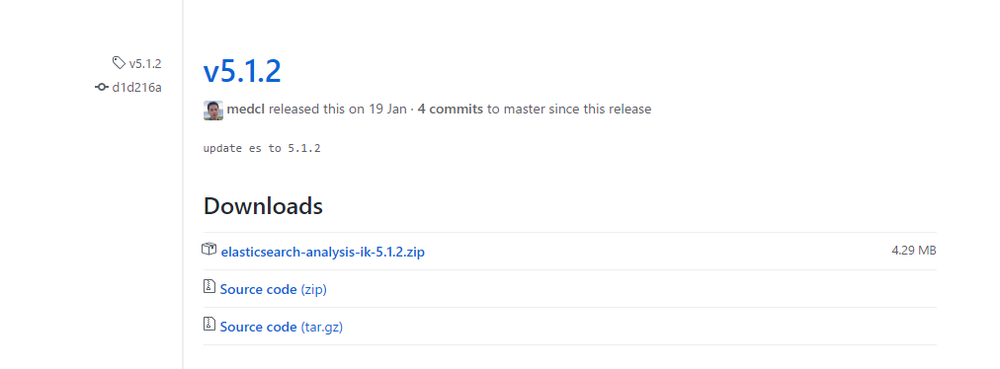 v5.1.2
d1d216a
v5.1.2
medcl released this on 19 Jan · 4 commits to master since this release
update es to 5.1.2
Downloads
elasticsearch-analysis-ik-5.1.2.zip 4.29 MB
Source code (zip)
Source code (tar.gz)